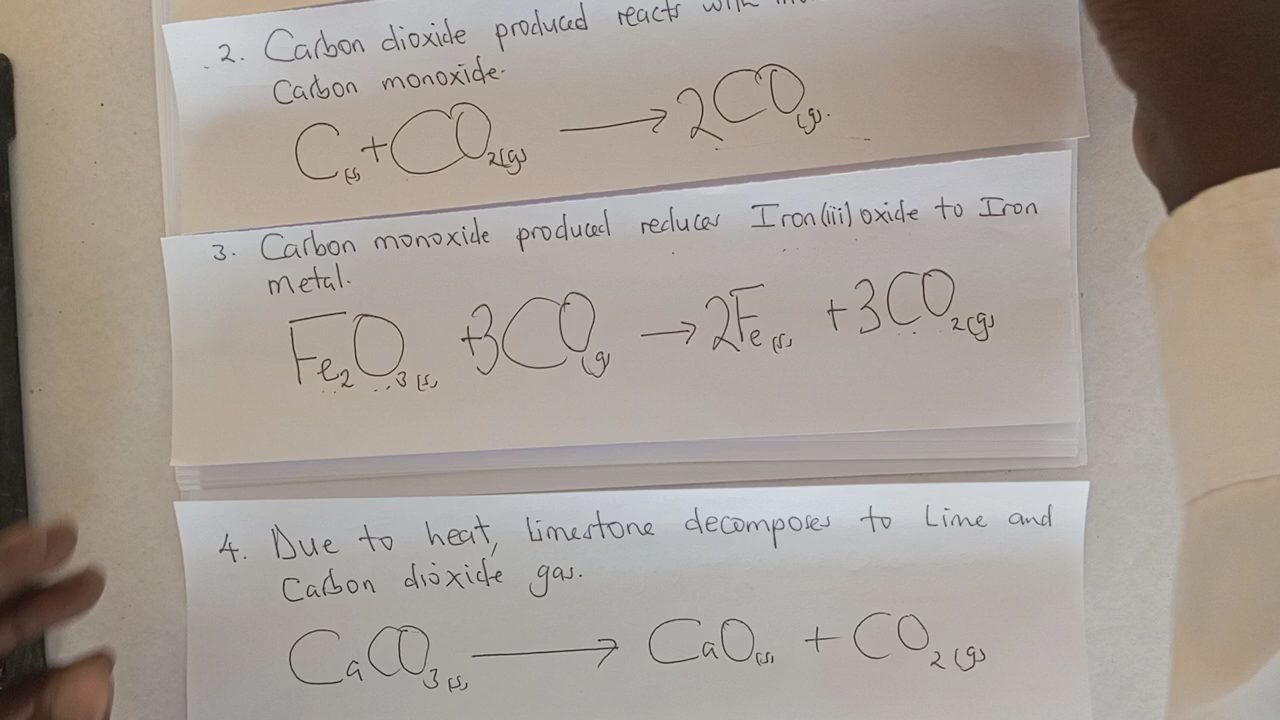 2. Carbon dioxide produced reacts with
Carbon monoxide.
C(s) + CO2(g) → 2CO(g).
3. Carbon monoxide produced reduces Iron(iii) oxide to Iron
metal.
Fe2O3(s) +3CO(g) → 2Fe(s) +3CO2(g)
4. Due to heat, limestone decomposes to Lime and
Carbon dioxide gas.
CaCO3(s) → CaO(s) + CO2(g)